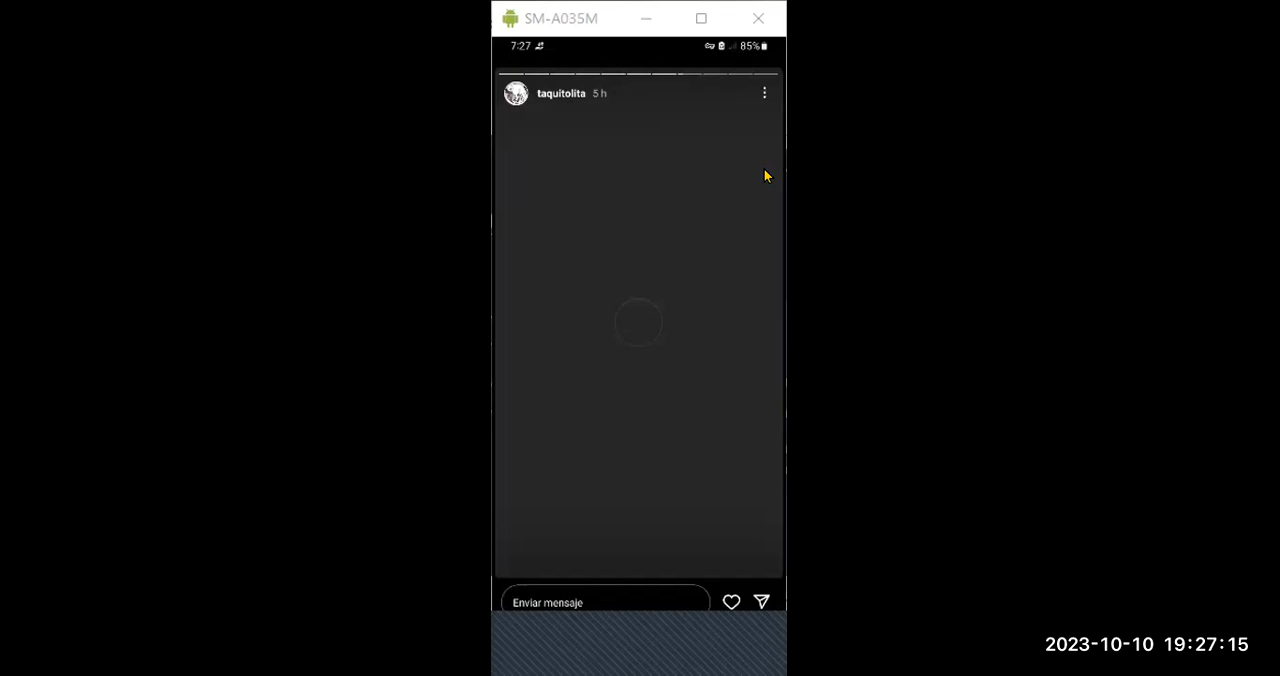 SM-A035M
7:27
85%
taquitolita 5 h
Enviar mensaje
2023-10-10 19:27:15